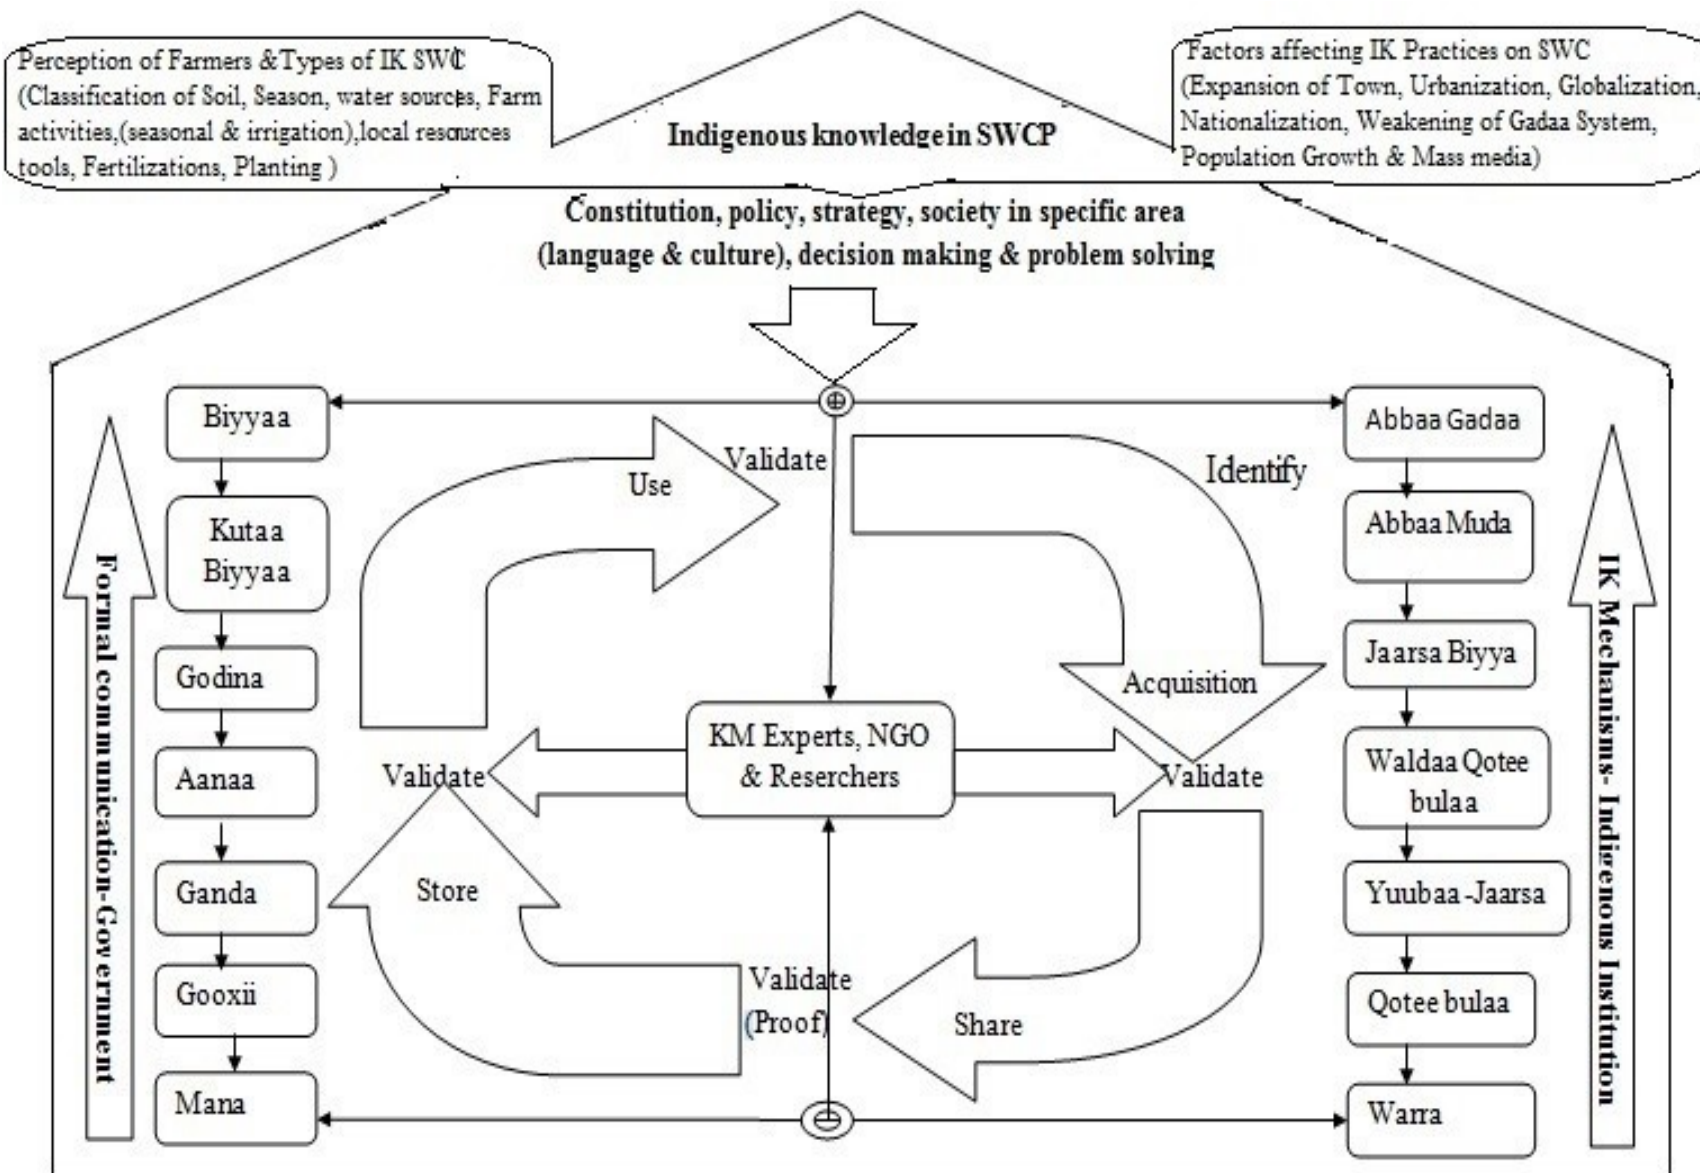 Perception of Farmers &Types of IK SWC
(Classification of Soil, Season, water sources, Farm
activities,(seasonal & irrigation),local resources
tools, Fertilizations, Planting )
Factors affecting IK Practices on SWC
(Expansion of Town, Urbanization, Globalization,
Nationalization, Weakening of Gadaa System,
Population Growth & Mass media)
Indigenous knowledge in SWCP
Constitution, policy, strategy, society in specific area
(language & culture), decision making & problem solving
Formal communication-Government
Biyyaa
Kutaa
Biyyaa
Godina
Aanaa
Ganda
Gooxii
Mana
Use
Validate
Identify
Acquisition
KM Experts, NGO
& Reserchers
Validate
Validate
Store
Validate
(Proof)
Share
Abbaa Gadaa
Abbaa Muda
Jaarsa Biyya
Waldaa Qotee
bulaa
Yuubaa -Jaarsa
Qotee bulaa
Warra
IK Mechanisms- Indigenous Institution